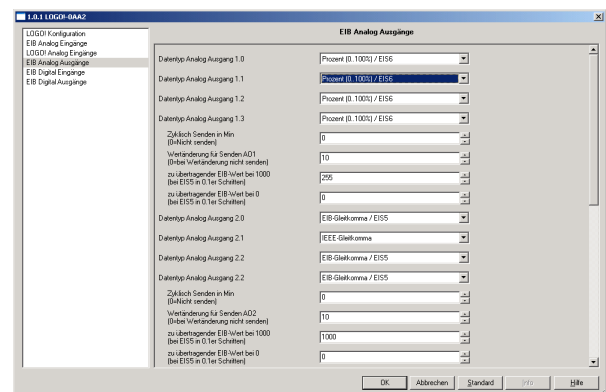 1.0.1 LOGO!-0AA2
LOGO! Konfiguration
EIB Analog Eingänge
LOGO! Analog Eingänge
EIB Analog Ausgänge
EIB Digital Eingänge
EIB Digital Ausgänge
EIB Analog Ausgänge
Datentyp Analog Ausgang 1.0 Prozent (0..100%) / EIS6
Datentyp Analog Ausgang 1.1 Prozent (0..100%) / EIS6
Datentyp Analog Ausgang 1.2 Prozent (0..100%) / EIS6
Datentyp Analog Ausgang 1.3 Prozent (0..100%) / EIS6
Zyklisch Senden in Min
(0=Nicht senden) 0
Wertänderung für Senden AO1
(0=bei Wertänderung nicht senden) 10
zu übertragender EIB-Wert bei 1000
(bei EIS5 in 0.1er Schritten) 255
zu übertragender EIB-Wert bei 0
(bei EIS5 in 0.1er Schritten) 0
Datentyp Analog Ausgang 2.0 EIB-Gleitkomma / EIS5
Datentyp Analog Ausgang 2.1 IEEE-Gleitkomma
Datentyp Analog Ausgang 2.2 EIB-Gleitkomma / EIS5
Datentyp Analog Ausgang 2.2 EIB-Gleitkomma / EIS5
Zyklisch Senden in Min
(0=Nicht senden) 0
Wertänderung für Senden AO2
(0=bei Wertänderung nicht senden) 10
zu übertragender EIB-Wert bei 1000
(bei EIS5 in 0.1er Schritten) 1000
zu übertragender EIB-Wert bei 0
(bei EIS5 in 0.1er Schritten) 0
OK Abbrechen Standard Info Hilfe